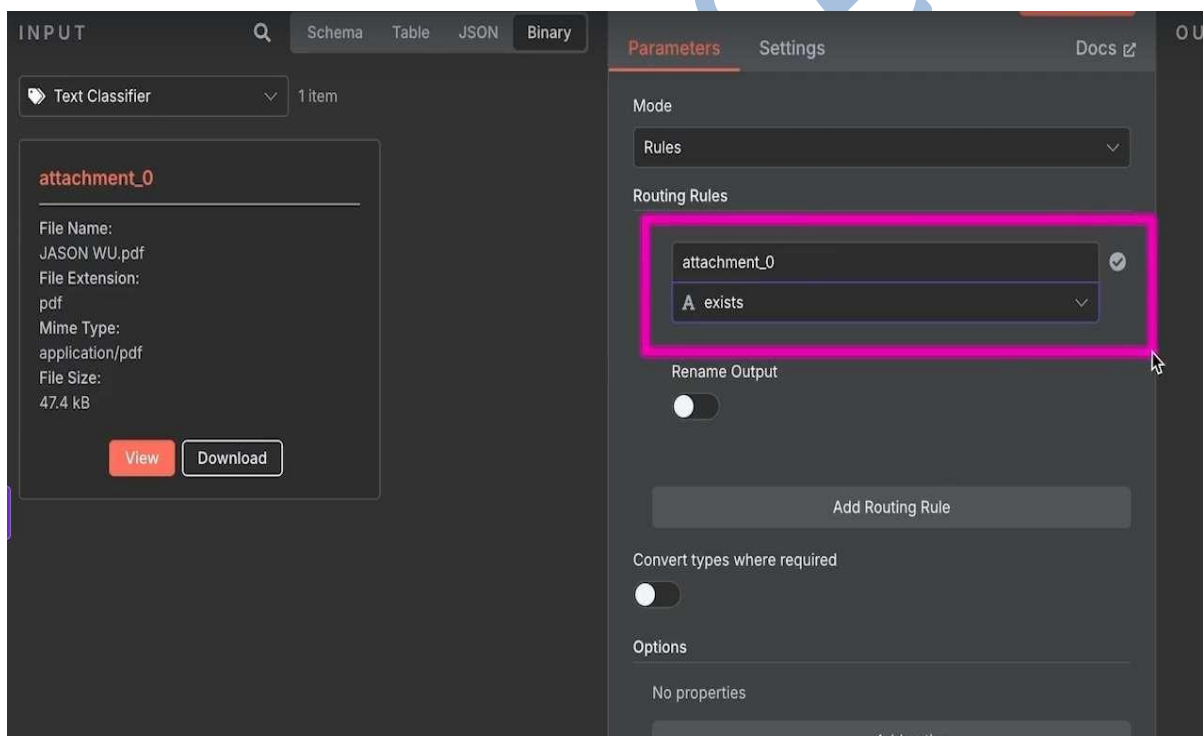 INPUT
Schema Table JSON Binary
Text Classifier
1 item
attachment_0
File Name:
JASON WU.pdf
File Extension:
pdf
Mime Type:
application/pdf
File Size:
47.4 kB
View Download
Parameters Settings Docs
Mode
Rules
Routing Rules
attachment_0
A exists
Rename Output
Add Routing Rule
Convert types where required
Options
No properties